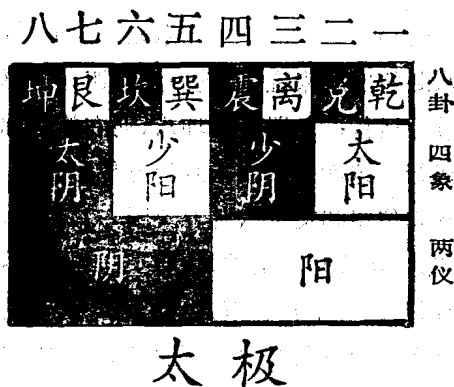 八七六五四三二一
坤艮坎巽震离兑乾
八卦
太阴 少阳 少阴 太阳
四象
阴 阳
两仪
太极